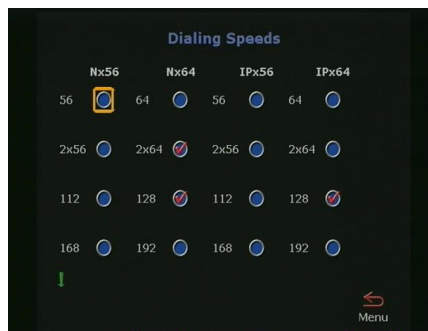 Dialing Speeds
Nx56 Nx64 IPx56 IPx64
56 64 56 64
2x56 2x64 2x56 2x64
112 128 112 128
168 192 168 192
Menu